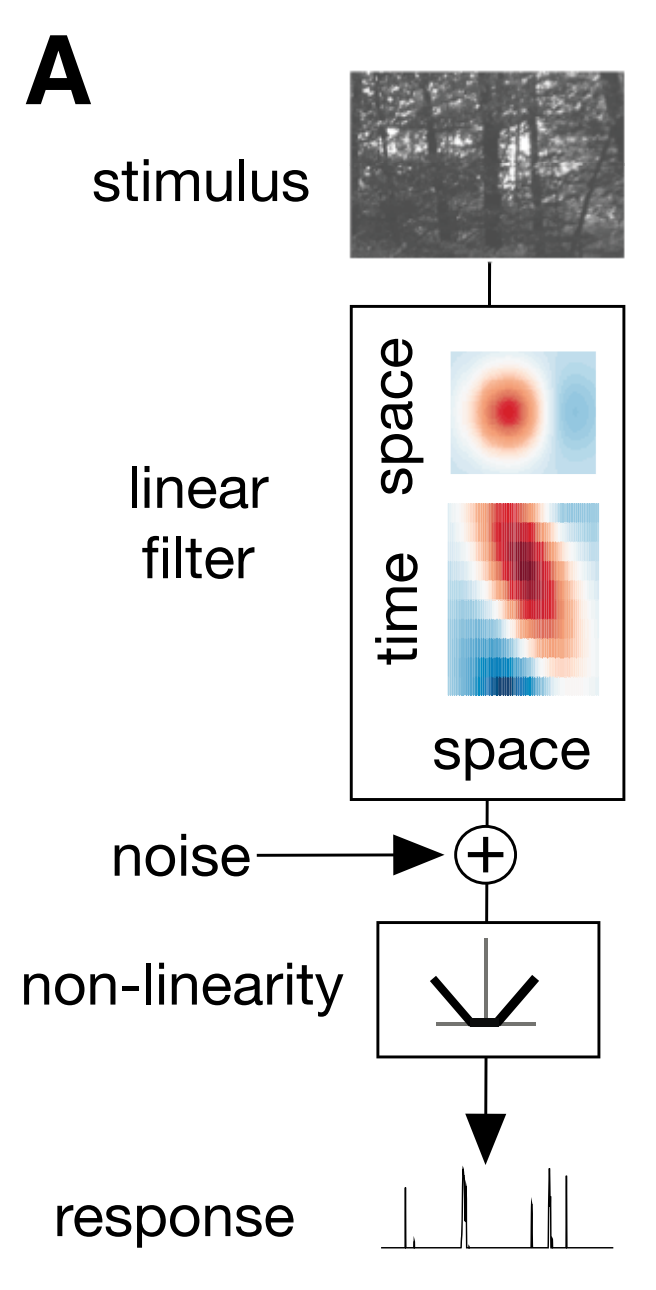 A
stimulus
space
linear
filter
time
space
noise
+
non-linearity
response